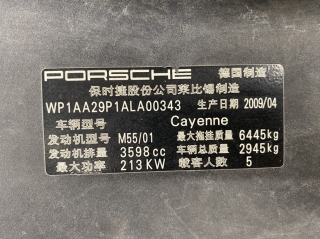 PORSCHE 德国制造
保时捷股份公司莱比锡制造
WP1AA29P1ALA00343 生产日期 2009/04
车辆型号 Cayenne
发动机型号 M55/01 最大拖挂质量 6445kg
发动机排量 3598cc 车辆总质量 2945kg
最大功率 213KW 载客人数 5